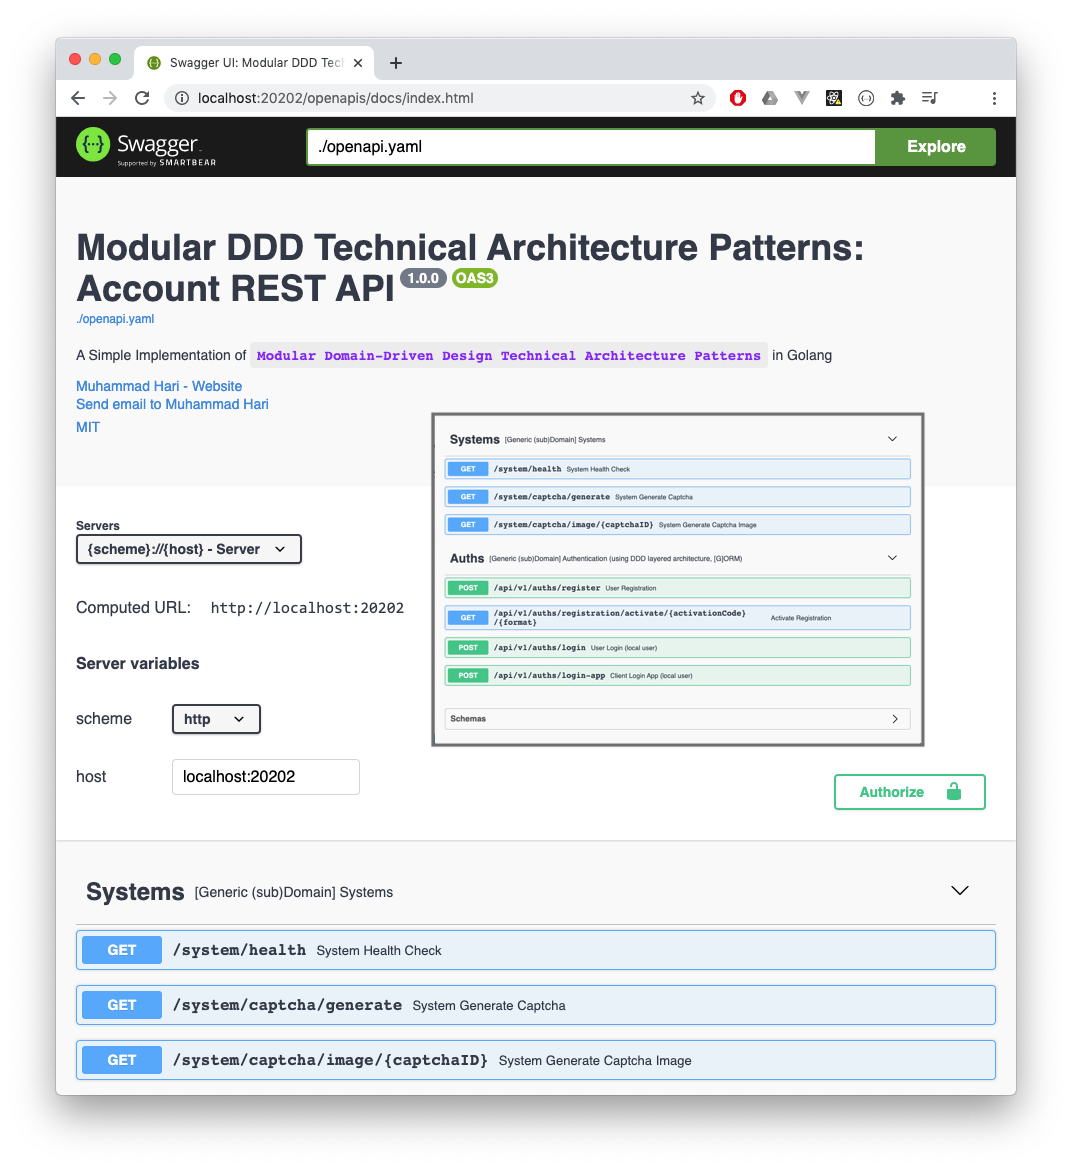 Swagger UI: Modular DDD Tec
localhost:20202/openapis/docs/index.html
Swagger
Supported by SMARTBEAR
./openapi.yaml
Explore
Modular DDD Technical Architecture Patterns:
Account REST API 1.0.0 OAS3
./openapi.yaml
A Simple Implementation of Modular Domain-Driven Design Technical Architecture Patterns in Golang
Muhammad Hari - Website
Send email to Muhammad Hari
MIT
Systems [Generic (sub)Domain] Systems
GET /system/health System Health Check
GET /system/captcha/generate System Generate Captcha
GET /system/captcha/image/{captchaID} System Generate Captcha Image
Auths [Generic (sub)Domain] Authentication (using DDD layered architecture, [G]ORM)
POST /api/v1/auths/register User Registration
GET /api/v1/auths/registration/activate/{activationCode}
/{format} Activate Registration
POST /api/v1/auths/login User Login (local user)
POST /api/v1/auths/login-app Client Login App (local user)
Schemas
Servers
{scheme}://{host} - Server
Computed URL: http://localhost:20202
Server variables
scheme http
host localhost:20202
Authorize
Systems [Generic (sub)Domain] Systems
GET /system/health System Health Check
GET /system/captcha/generate System Generate Captcha
GET /system/captcha/image/{captchaID} System Generate Captcha Image